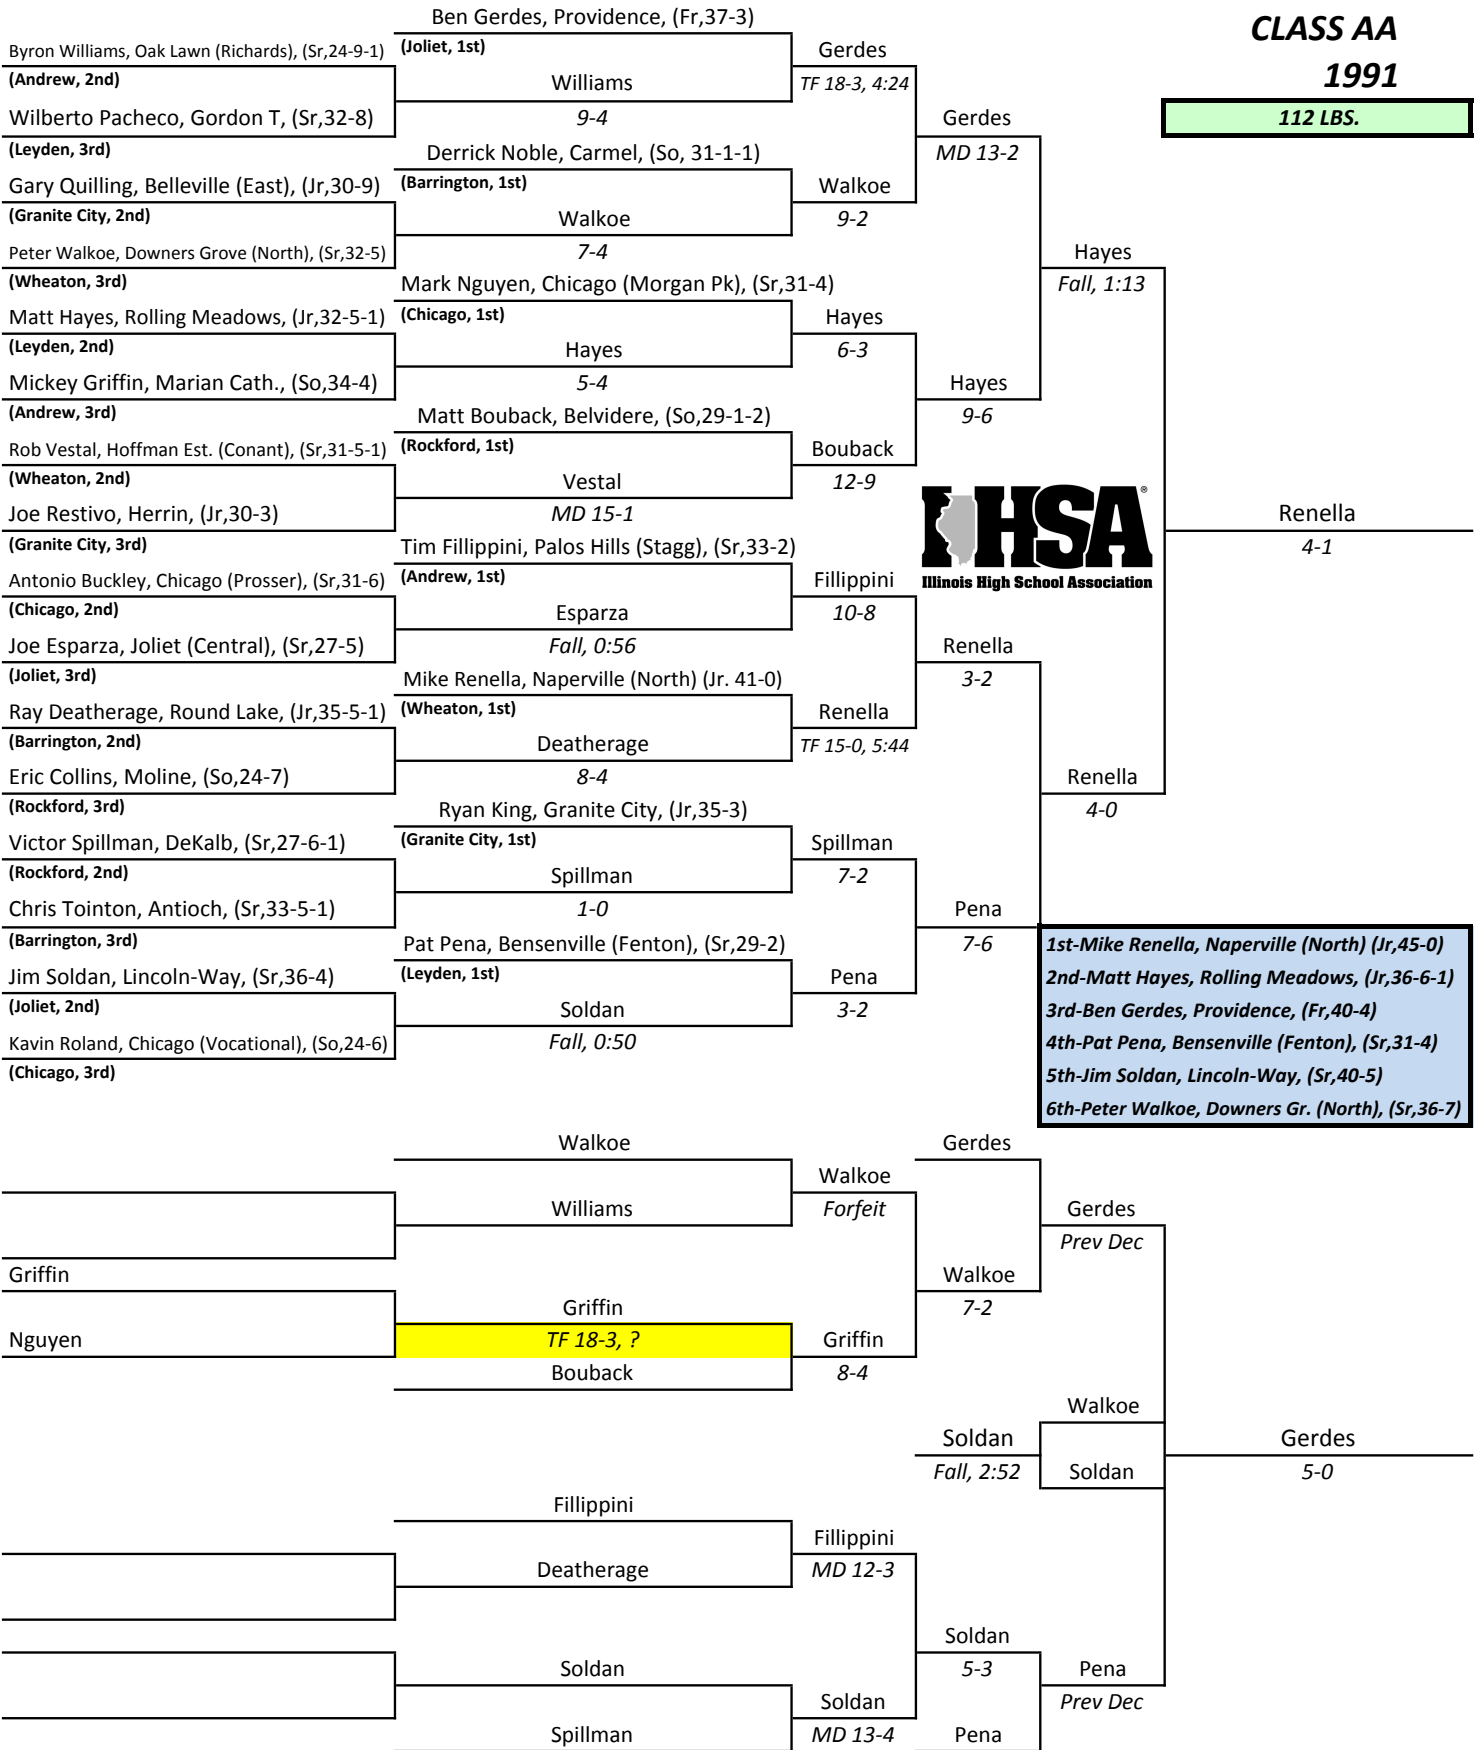 CLASS AA
1991
112 LBS.
Ben Gerdes, Providence, (Fr,37-3)
Byron Williams, Oak Lawn (Richards), (Sr,24-9-1)
(Joliet, 1st)
Gerdes
(Andrew, 2nd)
Williams
TF 18-3, 4:24
Wilberto Pacheco, Gordon T, (Sr,32-8)
9-4
Gerdes
(Leyden, 3rd)
Derrick Noble, Carmel, (So, 31-1-1)
MD 13-2
Gary Quilling, Belleville (East), (Jr,30-9)
(Barrington, 1st)
Walkoe
(Granite City, 2nd)
Walkoe
9-2
Peter Walkoe, Downers Grove (North), (Sr,32-5)
7-4
Hayes
(Wheaton, 3rd)
Mark Nguyen, Chicago (Morgan Pk), (Sr,31-4)
Fall, 1:13
Matt Hayes, Rolling Meadows, (Jr,32-5-1)
(Chicago, 1st)
Hayes
(Leyden, 2nd)
Hayes
6-3
Mickey Griffin, Marian Cath., (So,34-4)
5-4
Hayes
(Andrew, 3rd)
Matt Bouback, Belvidere, (So,29-1-2)
9-6
Rob Vestal, Hoffman Est. (Conant), (Sr,31-5-1)
(Rockford, 1st)
Bouback
(Wheaton, 2nd)
Vestal
12-9
IHSA®
Joe Restivo, Herrin, (Jr,30-3)
MD 15-1
Renella
(Granite City, 3rd)
Tim Fillippini, Palos Hills (Stagg), (Sr,33-2)
4-1
Antonio Buckley, Chicago (Prosser), (Sr,31-6)
(Andrew, 1st)
Fillippini
Illinois High School Association
(Chicago, 2nd)
Esparza
10-8
Joe Esparza, Joliet (Central), (Sr,27-5)
Fall, 0:56
Renella
(Joliet, 3rd)
Mike Renella, Naperville (North) (Jr. 41-0)
3-2
Ray Deatherage, Round Lake, (Jr,35-5-1)
(Wheaton, 1st)
Renella
(Barrington, 2nd)
Deatherage
TF 15-0, 5:44
Eric Collins, Moline, (So,24-7)
8-4
Renella
(Rockford, 3rd)
Ryan King, Granite City, (Jr,35-3)
4-0
Victor Spillman, DeKalb, (Sr,27-6-1)
(Granite City, 1st)
Spillman
(Rockford, 2nd)
Spillman
7-2
Chris Tointon, Antioch, (Sr,33-5-1)
1-0
Pena
(Barrington, 3rd)
Pat Pena, Bensenville (Fenton), (Sr,29-2)
7-6
1st-Mike Renella, Naperville (North) (Jr,45-0)
Jim Soldan, Lincoln-Way, (Sr,36-4)
(Leyden, 1st)
Pena
2nd-Matt Hayes, Rolling Meadows, (Jr,36-6-1)
(Joliet, 2nd)
Soldan
3-2
3rd-Ben Gerdes, Providence, (Fr,40-4)
Kavin Roland, Chicago (Vocational), (So,24-6)
Fall, 0:50
4th-Pat Pena, Bensenville (Fenton), (Sr,31-4)
(Chicago, 3rd)
5th-Jim Soldan, Lincoln-Way, (Sr,40-5)
6th-Peter Walkoe, Downers Gr. (North), (Sr,36-7)
Walkoe
Gerdes
Walkoe
Williams
Forfeit
Gerdes
Prev Dec
Griffin
Walkoe
Griffin
7-2
Nguyen
TF 18-3, ?
Griffin
Bouback
8-4
Walkoe
Soldan
Gerdes
Fall, 2:52
Soldan
5-0
Fillippini
Fillippini
Deatherage
MD 12-3
Soldan
Soldan
5-3
Pena
Soldan
Prev Dec
Spillman
MD 13-4
Pena